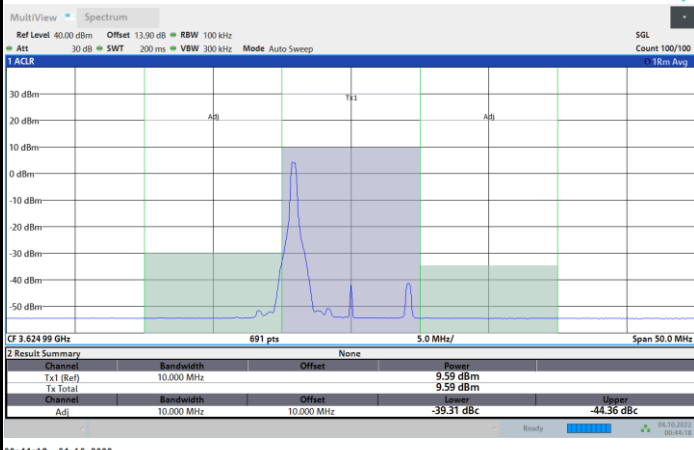 MultiView Spectrum
Ref Level 40.00 dBm Offset 13.90 dB RBW 100 kHz SGL
Att 30 dB SWT 200 ms VBW 300 kHz Mode Auto Sweep Count 100/100
1 ACLR 1Rm Avg
30 dBm
Tx1
20 dBm
Adj Adj
10 dBm
0 dBm
-10 dBm
-20 dBm
-30 dBm
-40 dBm
-50 dBm
CF 3.624 99 GHz 691 pts 5.0 MHz/ Span 50.0 MHz
2 Result Summary None
Channel Bandwidth Offset Power
Tx1 (Ref) 10.000 MHz 9.59 dBm
Tx Total 9.59 dBm
Channel Bandwidth Offset Lower Upper
Adj 10.000 MHz 10.000 MHz -39.31 dBc -44.36 dBc
Ready 04.10.2022
00:44:18